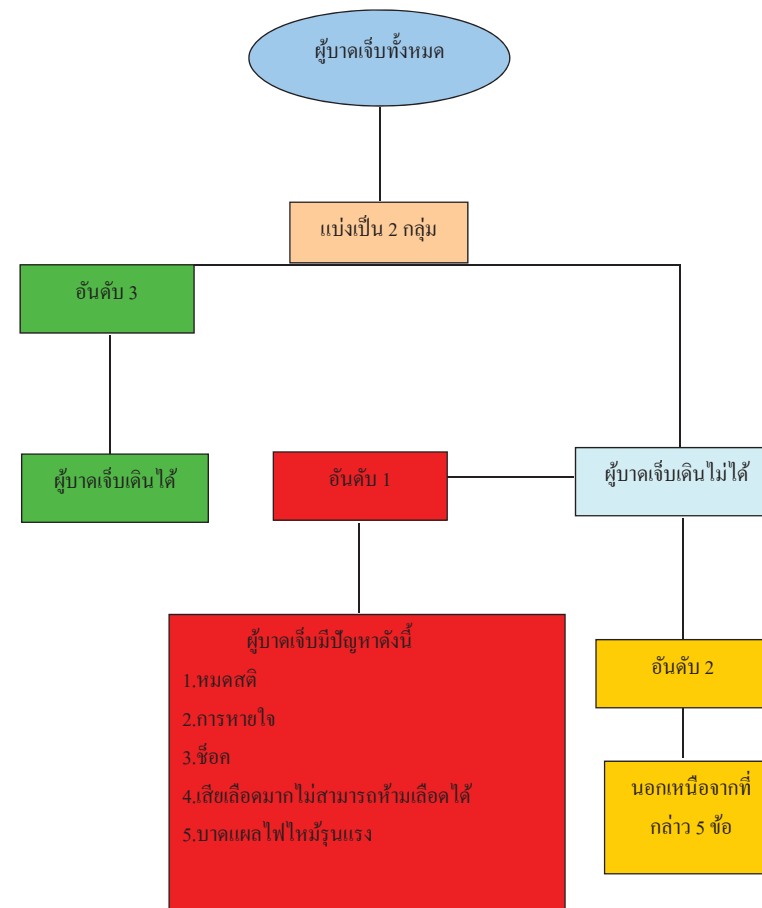 ผู้บาดเจ็บทั้งหมด
แบ่งเป็น 2 กลุ่ม
อันดับ 3
ผู้บาดเจ็บเดินได้
อันดับ 1
ผู้บาดเจ็บเดินไม่ได้
ผู้บาดเจ็บมีปัญหาดังนี้
1.หมดสติ
2.การหายใจ
3.ช็อค
4.เสียเลือดมากไม่สามารถห้ามเลือดได้
5.บาดแผลไฟไหม้รุนแรง
อันดับ 2
นอกเหนือจากที่
กล่าว 5 ข้อ